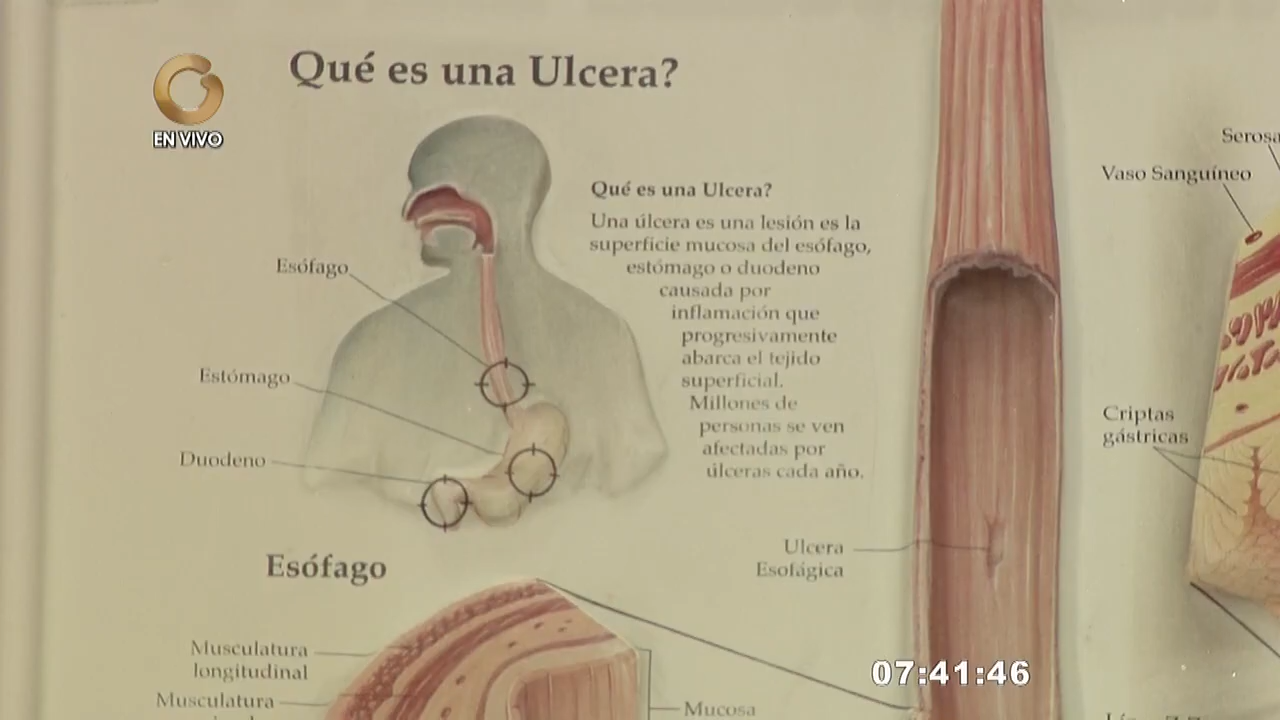 Qué es una Ulcera?
EN VIVO
Qué es una Ulcera?
Una úlcera es una lesión es la
superficie mucosa del esófago,
estómago o duodeno
causada por
inflamación que
progresivamente
abarca el tejido
superficial.
Millones de
personas se ven
afectadas por
úlceras cada año.
Esófago
Estómago
Duodeno
Serosa
Vaso Sanguíneo
Criptas
gástricas
Ulcera
Esofágica
Esófago
Musculatura
longitudinal
Musculatura
Mucosa
07:41:46